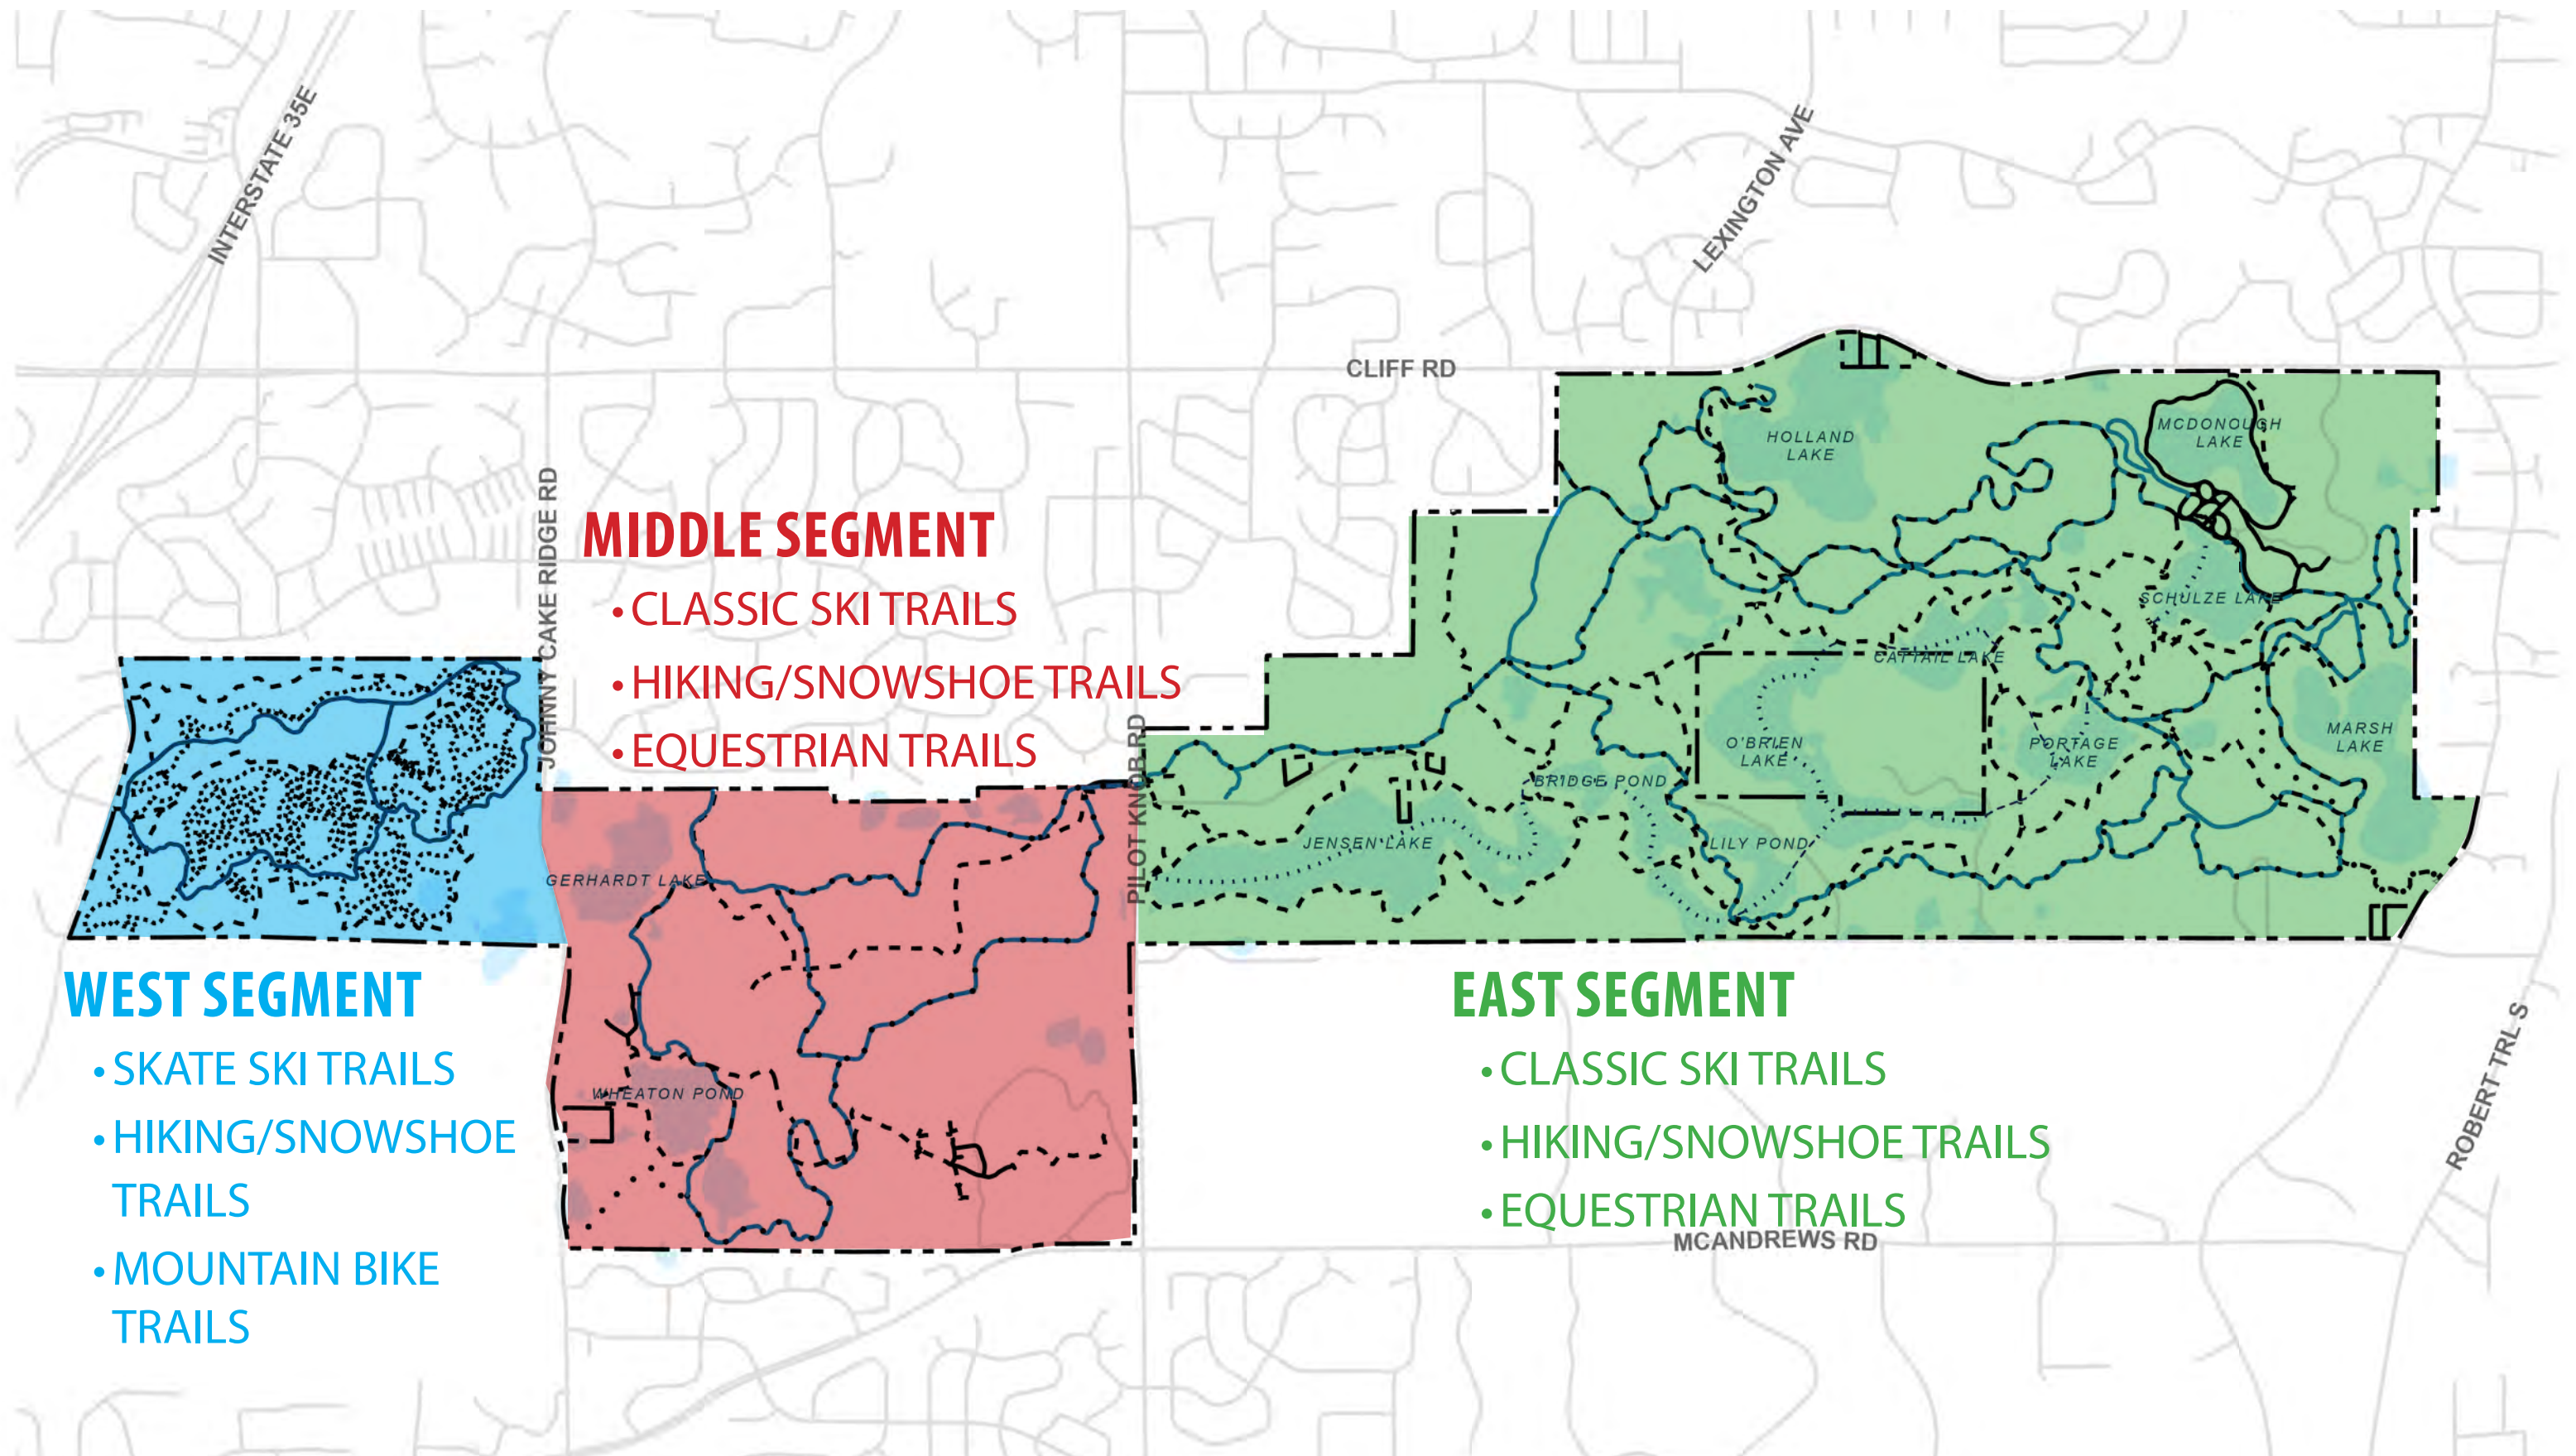 INTERSTATE 35E
LEXINGTON AVE
CLIFF RD
JOHNNY CAKE RIDGE RD
PILOT KNOB RD
ROBERT TRL S
MCANDREWS RD
MIDDLE SEGMENT
• CLASSIC SKI TRAILS
• HIKING/SNOWSHOE TRAILS
• EQUESTRIAN TRAILS
HOLLAND
LAKE
MCDONOUGH
LAKE
SCHULZE LAKE
CATTAIL LAKE
O'BRIEN
LAKE
PORTAGE
LAKE
MARSH
LAKE
BRIDGE POND
JENSEN LAKE
LILY POND
GERHARDT LAKE
WHEATON POND
WEST SEGMENT
• SKATE SKI TRAILS
• HIKING/SNOWSHOE
TRAILS
• MOUNTAIN BIKE
TRAILS
EAST SEGMENT
• CLASSIC SKI TRAILS
• HIKING/SNOWSHOE TRAILS
• EQUESTRIAN TRAILS